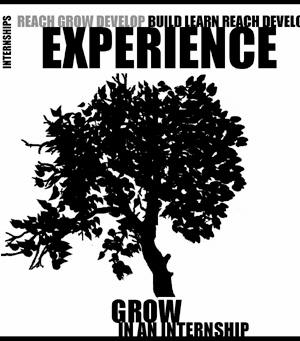 INTERNSHIPS
REACH GROW DEVELOP BUILD LEARN REACH DEVELO
EXPERIENCE
GROW
IN AN INTERNSHIP